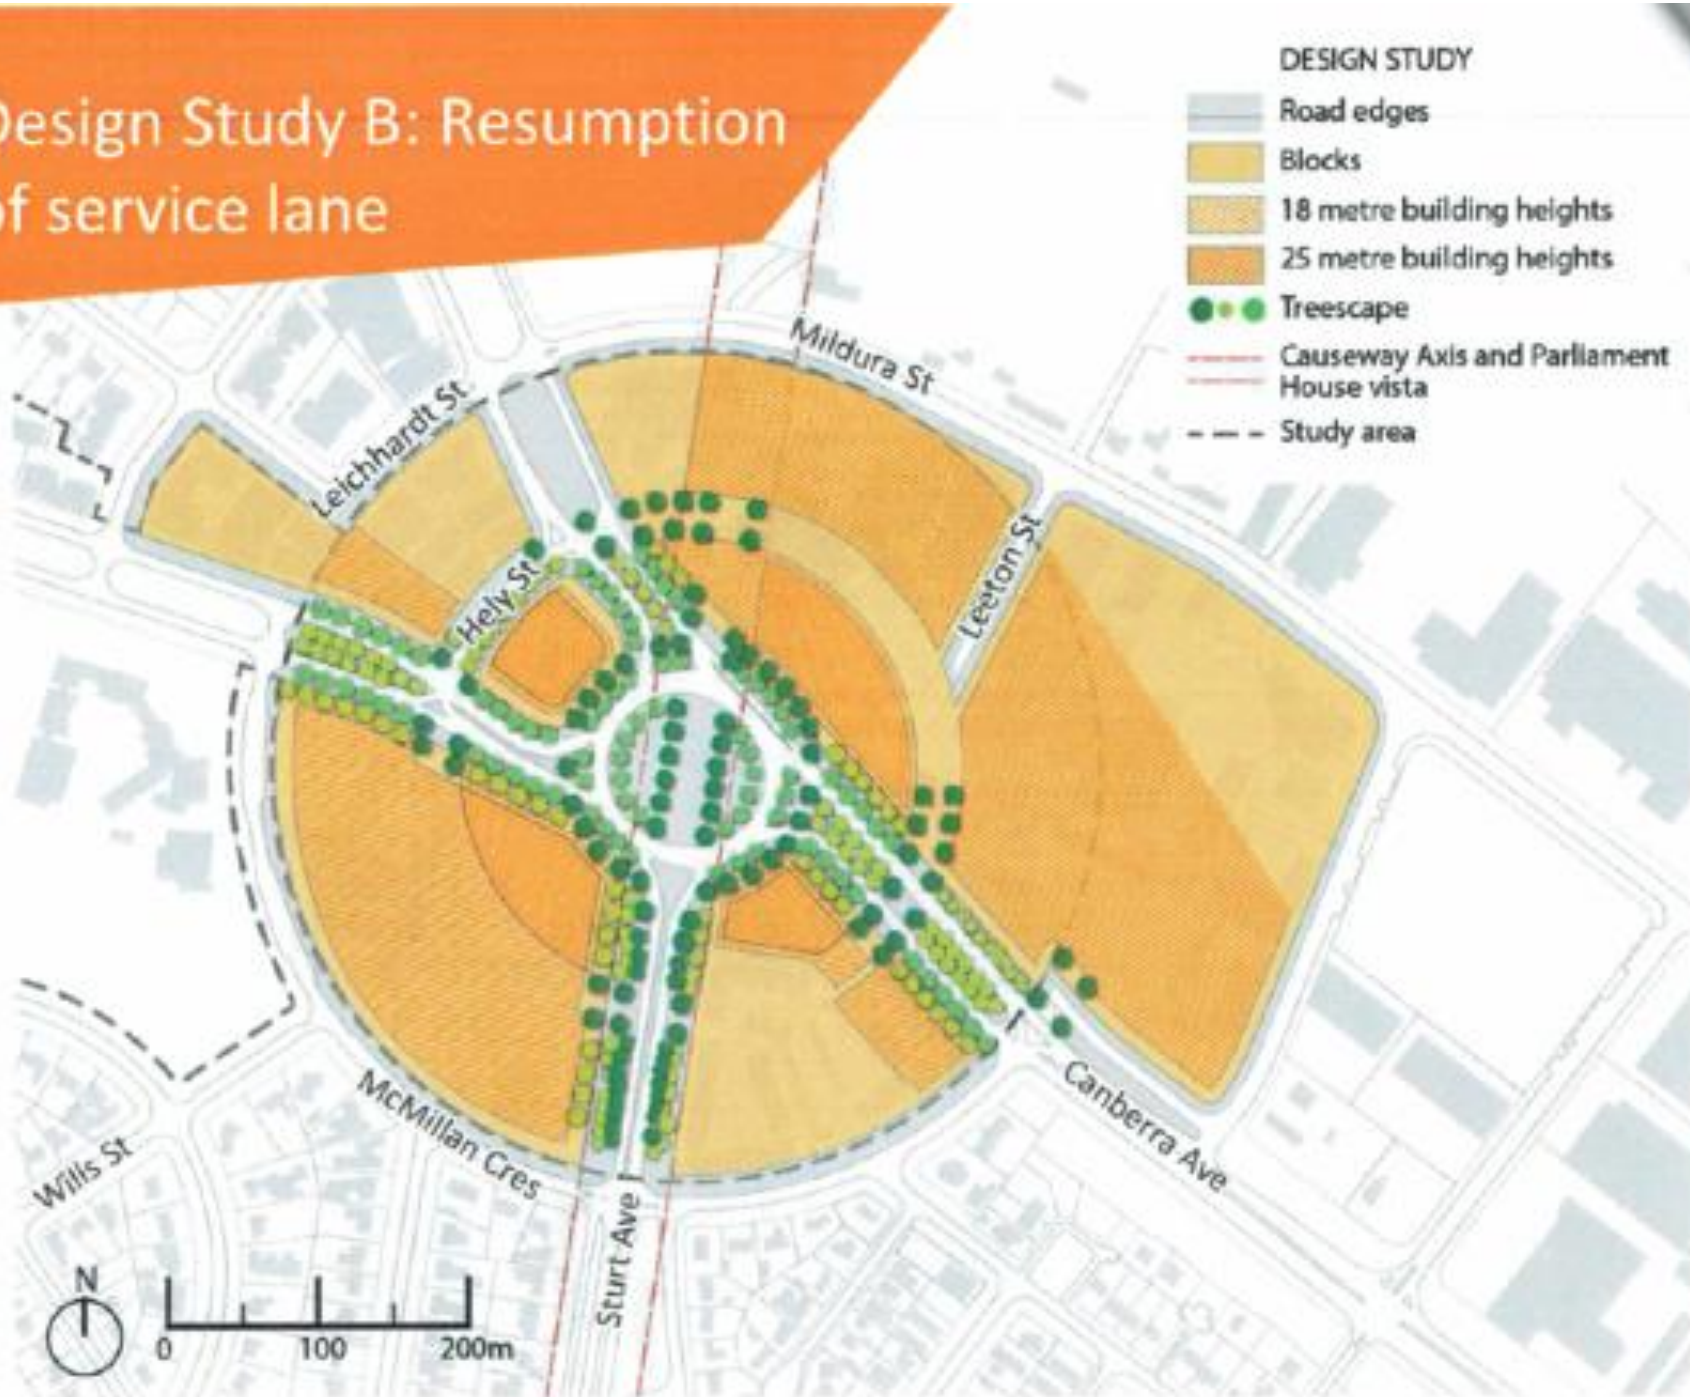 Design Study B: Resumption
of service lane
DESIGN STUDY
Road edges
Blocks
18 metre building heights
25 metre building heights
Treescape
Causeway Axis and Parliament
House vista
Study area
Mildura St
Leichhardt St
Leeton St
Hely St
McMillan Cres
Canberra Ave
Wills St
Sturt Ave
N
0 100 200m